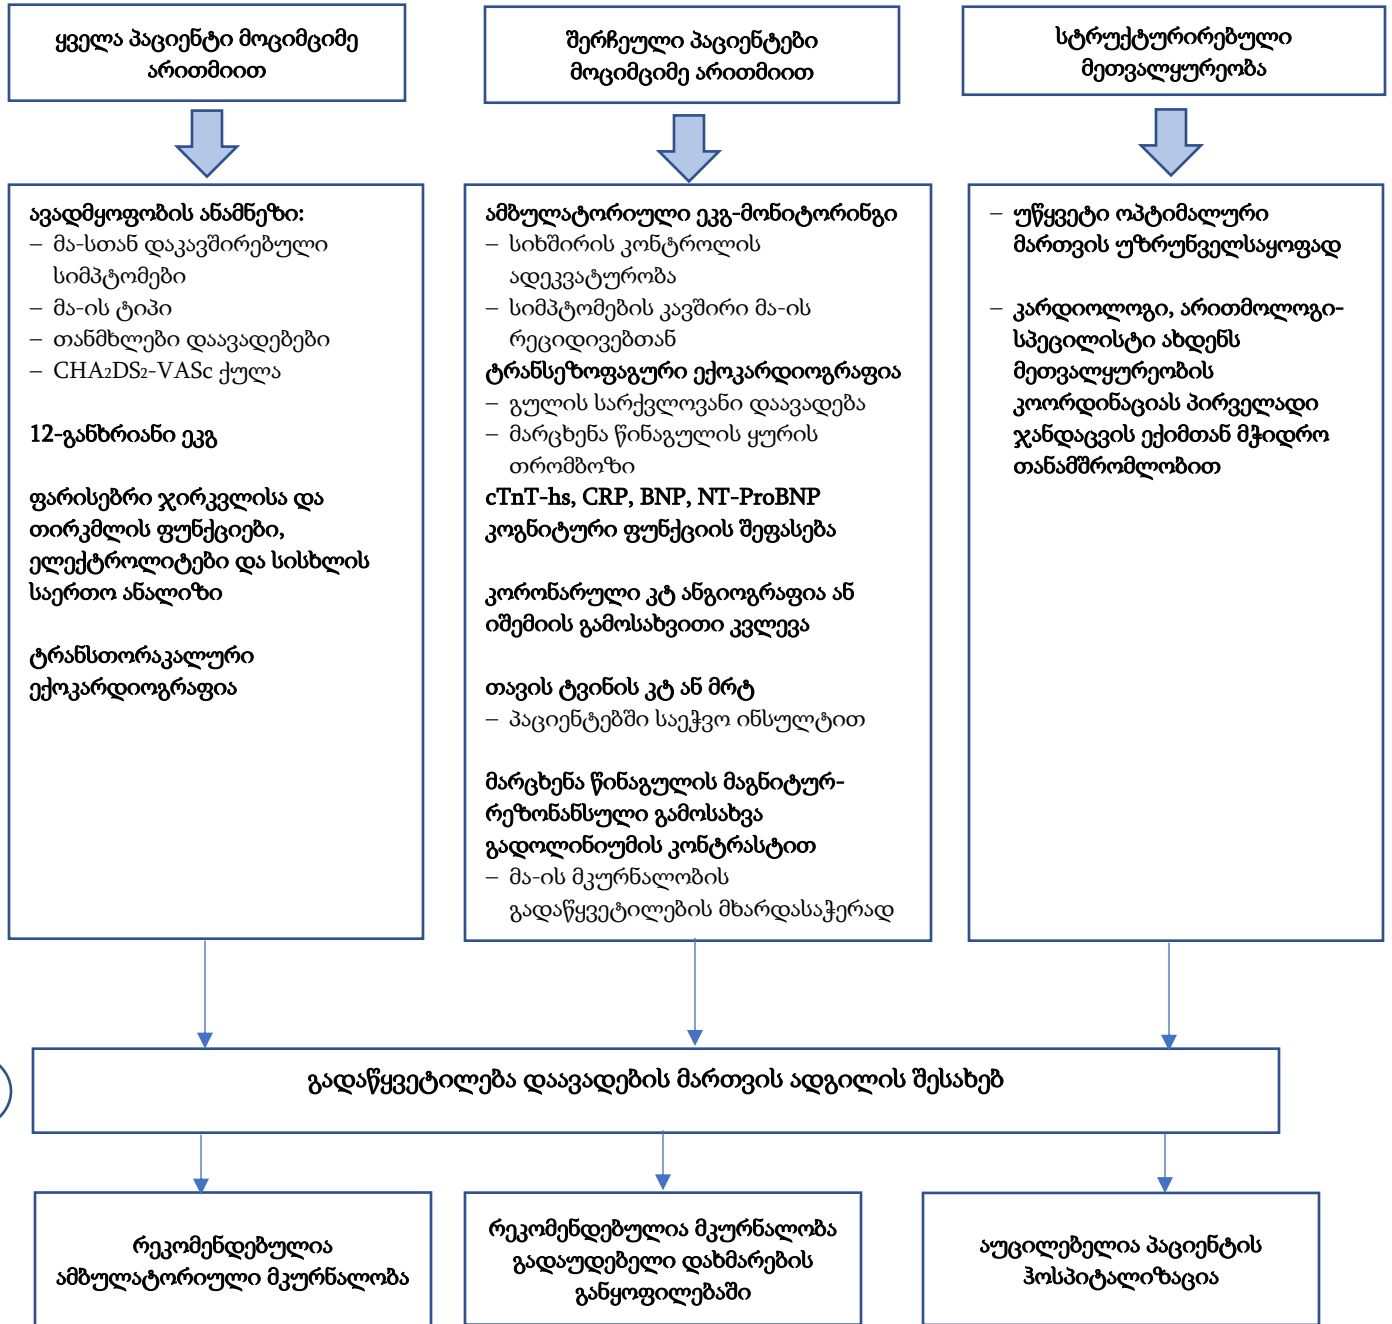 ყველა პაციენტი მოციმციმე
არითმიით
შერჩეული პაციენტები
მოციმციმე არითმიით
სტრუქტურირებული
მეთვალყურეობა
ავადმყოფობის ანამნეზი:
– მა-სთან დაკავშირებული
სიმპტომები
– მა-ის ტიპი
– თანმხლები დაავადებები
– CHA₂DS₂-VASc ქულა
12-განხრიანი ეკგ
ფარისებრი ჯირკვლისა და
თირკმლის ფუნქციები,
ელექტროლიტები და სისხლის
საერთო ანალიზი
ტრანსთორაკალური
ექოკარდიოგრაფია
ამბულატორიული ეკგ-მონიტორინგი
– სიხშირის კონტროლის
ადეკვატურობა
– სიმპტომების კავშირი მა-ის
რეციდივებთან
ტრანსეზოფაგური ექოკარდიოგრაფია
– გულის სარქვლოვანი დაავადება
– მარცხენა წინაგულის ყურის
თრომბოზი
cTnT-hs, CRP, BNP, NT-ProBNP
კოგნიტური ფუნქციის შეფასება
კორონარული კტ ანგიოგრაფია ან
იშემიის გამოსახვითი კვლევა
თავის ტვინის კტ ან მრტ
– პაციენტებში საეჭვო ინსულტით
მარცხენა წინაგულის მაგნიტურ-
რეზონანსული გამოსახვა
გადოლინიუმის კონტრასტით
– მა-ის მკურნალობის
გადაწყვეტილების მხარდასაჭერად
– უწყვეტი ოპტიმალური
მართვის უზრუნველსაყოფად
– კარდიოლოგი, არითმოლოგი-
სპეცილისტი ახდენს
მეთვალყურეობის
კოორდინაციას პირველადი
ჯანდაცვის ექიმთან მჭიდრო
თანამშრომლობით
გადაწყვეტილება დაავადების მართვის ადგილის შესახებ
რეკომენდებულია
ამბულატორიული მკურნალობა
რეკომენდებულია მკურნალობა
გადაუდებელი დახმარების
განყოფილებაში
აუცილებელია პაციენტის
ჰოსპიტალიზაცია